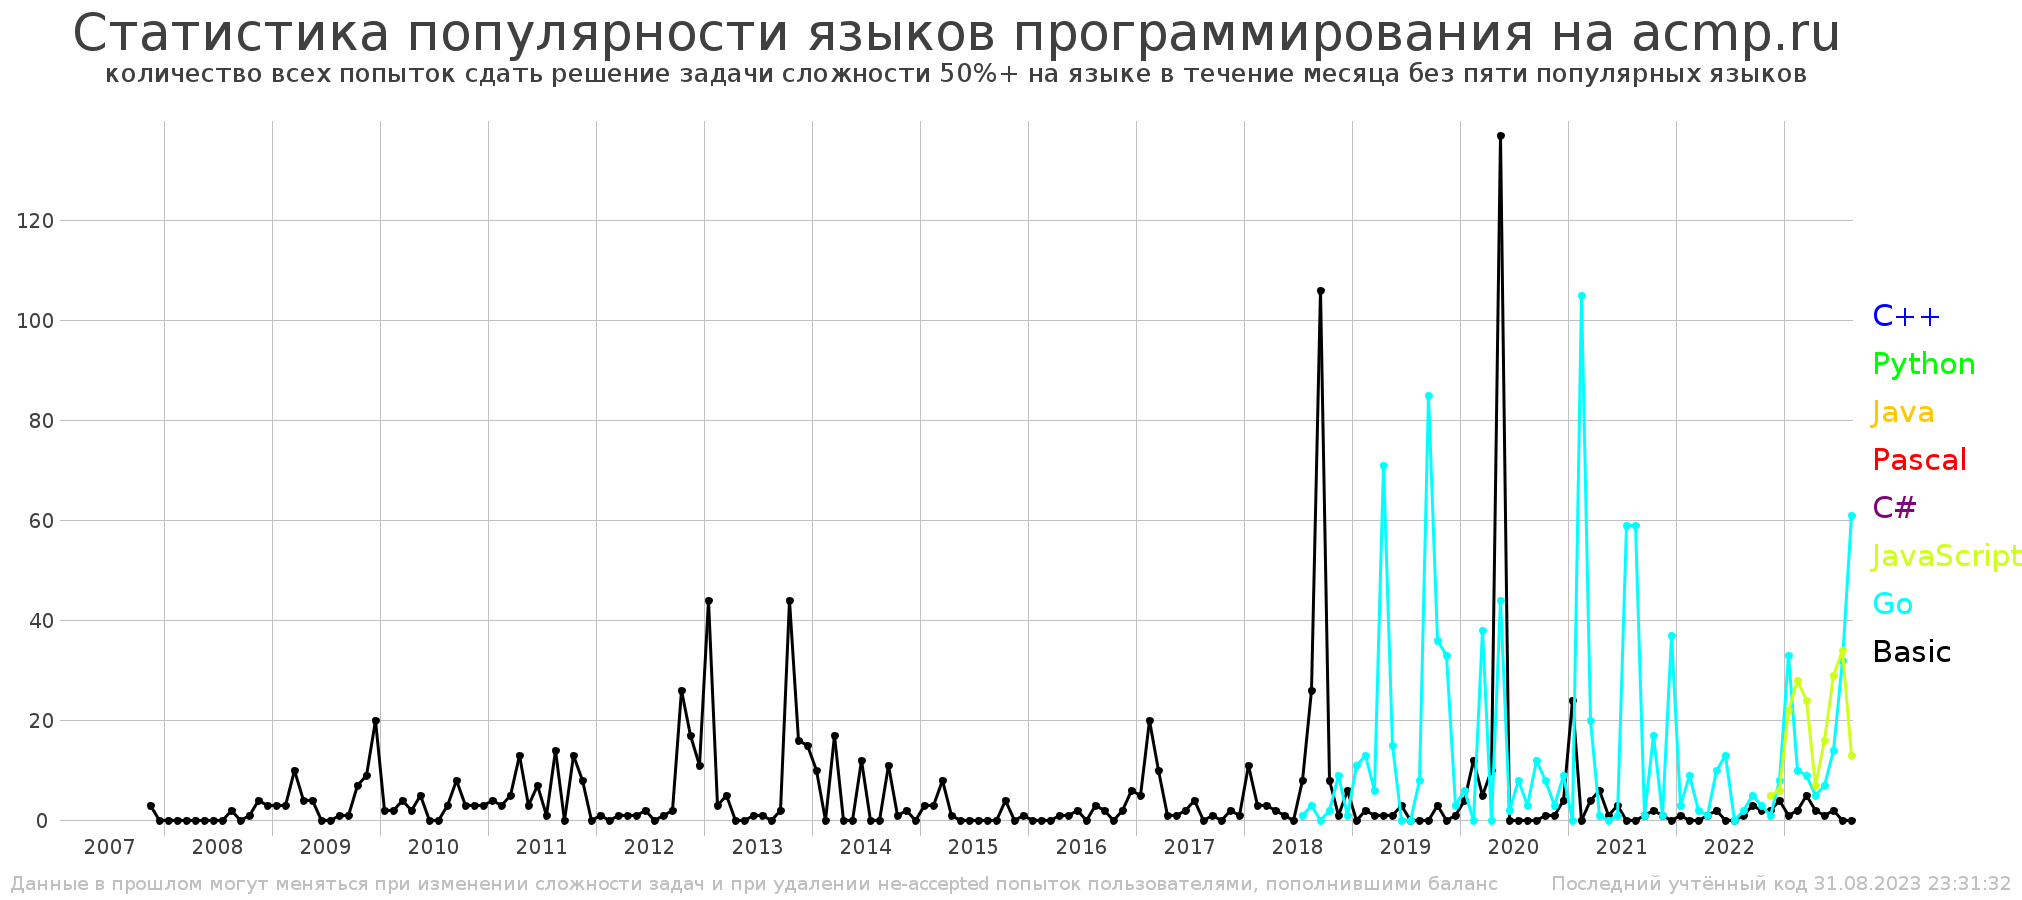 Статистика популярности языков программирования на acmp.ru
количество всех попыток сдать решение задачи сложности 50%+ на языке в течение месяца без пяти популярных языков
120
100
80
60
40
20
0
C++
Python
Java
Pascal
C#
JavaScript
Go
Basic
2007 2008 2009 2010 2011 2012 2013 2014 2015 2016 2017 2018 2019 2020 2021 2022
Данные в прошлом могут меняться при изменении сложности задач и при удалении не-accepted попыток пользователями, пополнившими баланс Последний учтённый код 31.08.2023 23:31:32